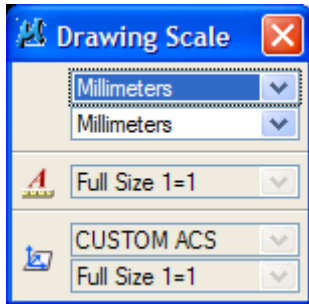 Drawing Scale
Millimeters
Millimeters
Full Size 1=1
CUSTOM ACS
Full Size 1=1